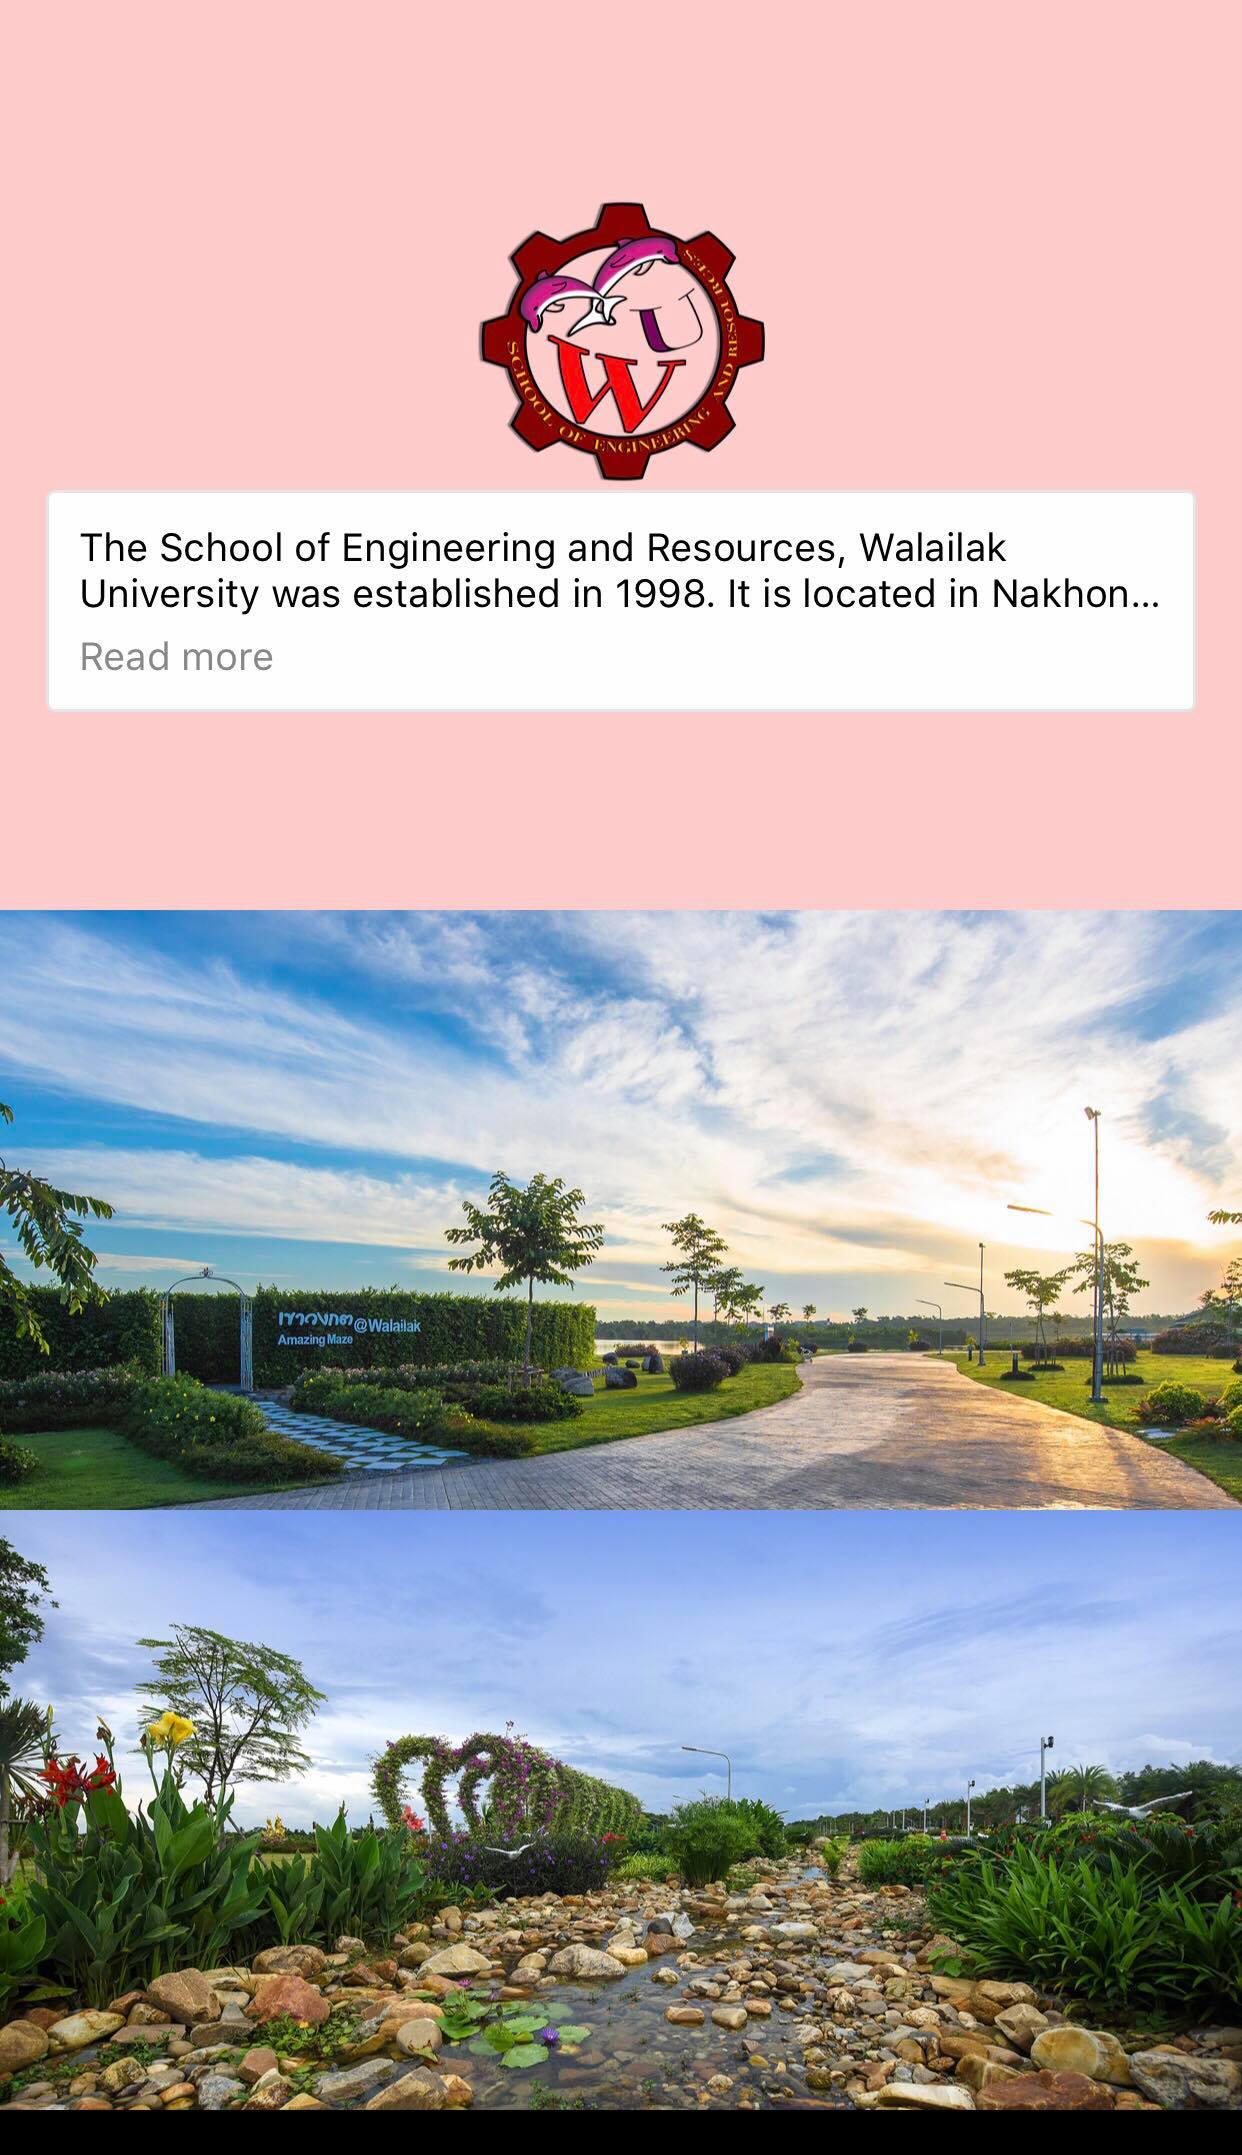 SCHOOL OF ENGINEERING AND RESOURCES
W U
The School of Engineering and Resources, Walailak
University was established in 1998. It is located in Nakhon...
Read more
เขาวงกต@Walailak
Amazing Maze